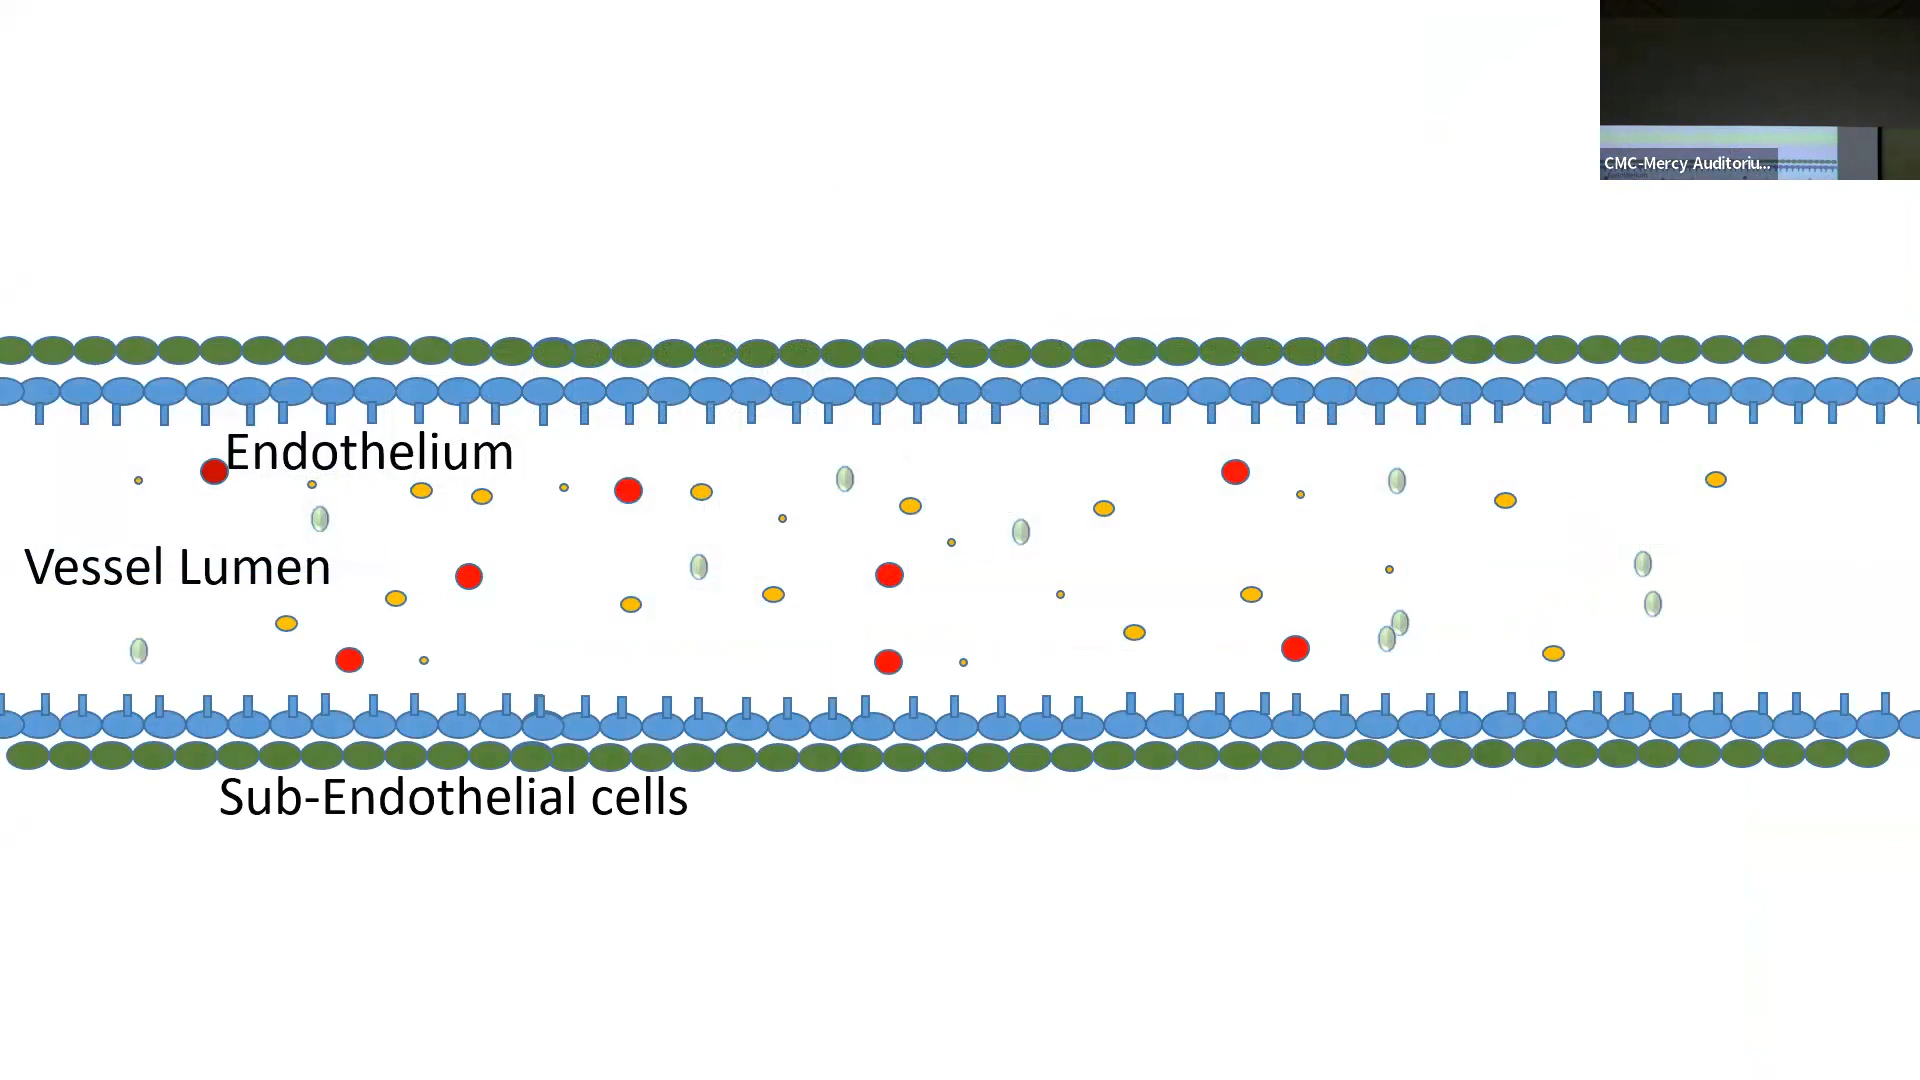 CMC-Mercy Auditoriu...
Endothelium
Vessel Lumen
Sub-Endothelial cells